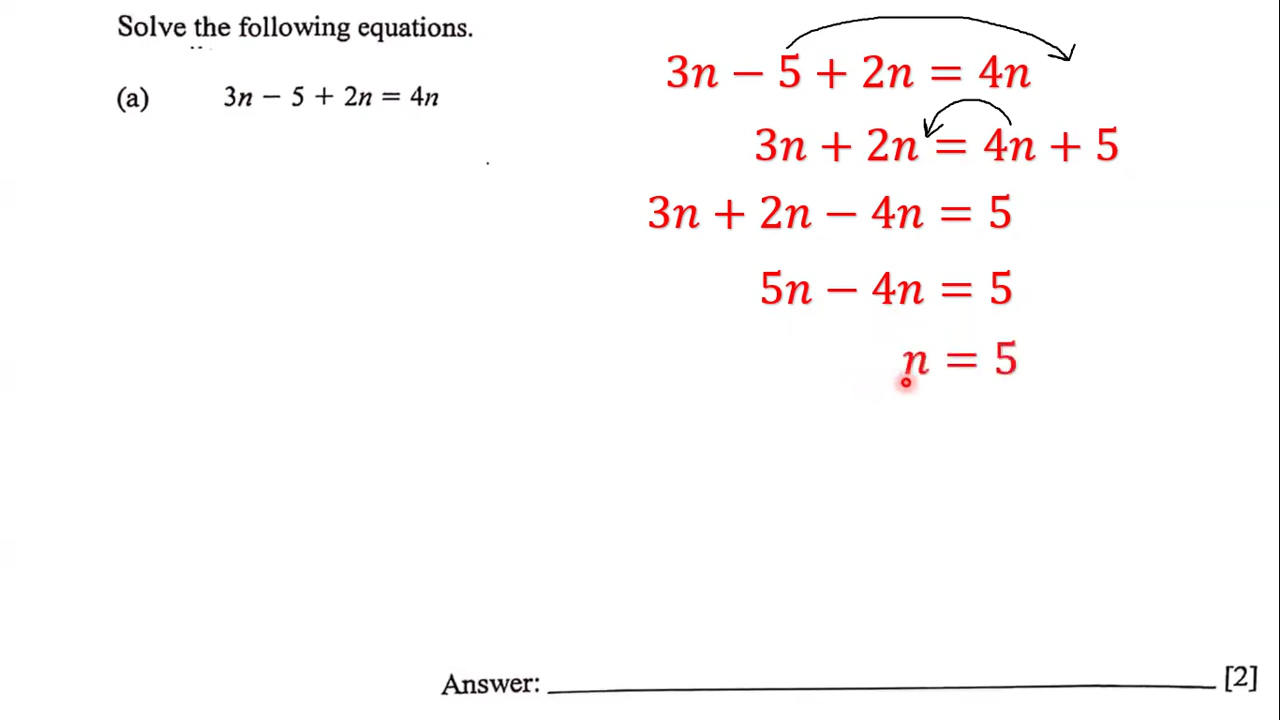 Solve the following equations.
(a) 3n − 5 + 2n = 4n
3n − 5 + 2n = 4n
3n + 2n = 4n + 5
3n + 2n − 4n = 5
5n − 4n = 5
n = 5
Answer: ______________________________ [2]